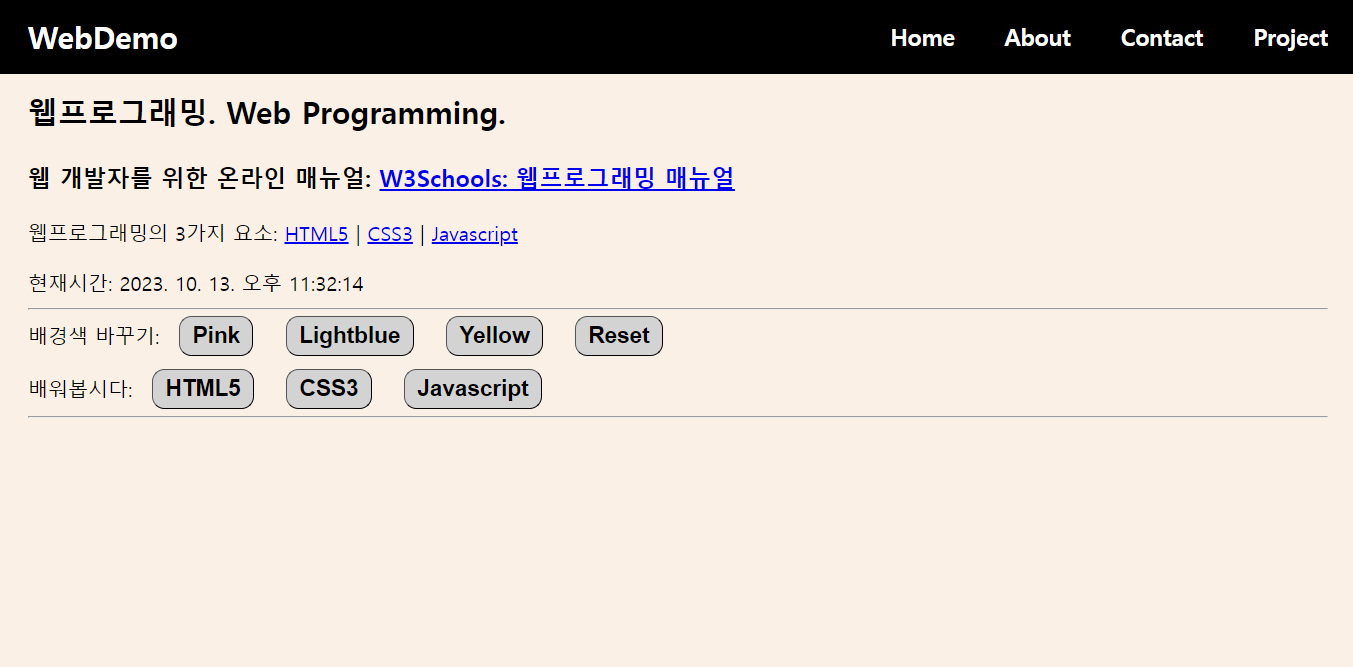 WebDemo Home About Contact Project
웹프로그래밍. Web Programming.
웹 개발자를 위한 온라인 매뉴얼: W3Schools: 웹프로그래밍 매뉴얼
웹프로그래밍의 3가지 요소: HTML5 | CSS3 | Javascript
현재시간: 2023. 10. 13. 오후 11:32:14
배경색 바꾸기: Pink Lightblue Yellow Reset
배워봅시다: HTML5 CSS3 Javascript